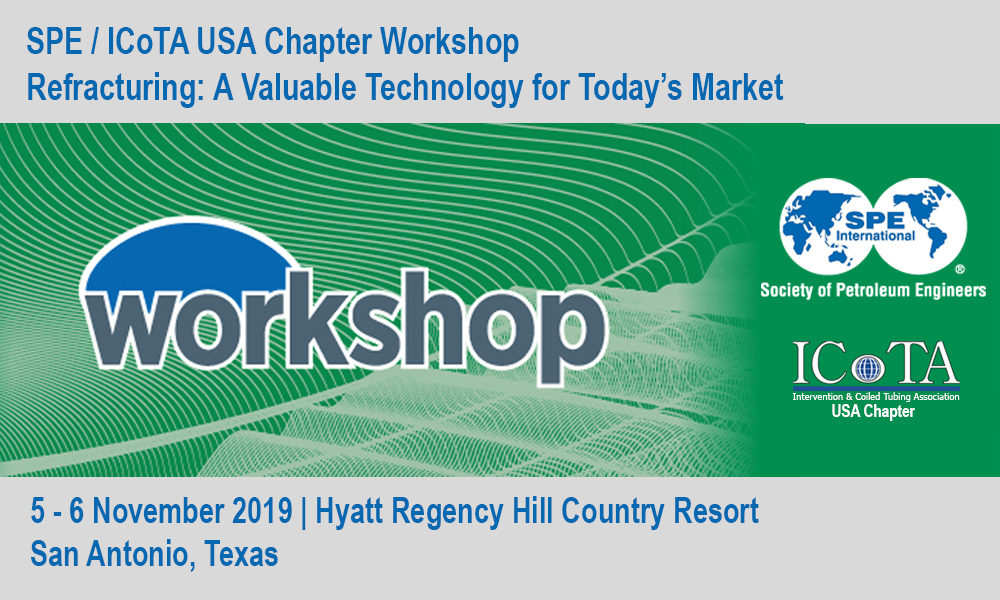 SPE / ICoTA USA Chapter Workshop
Refracturing: A Valuable Technology for Today's Market
workshop
SPE
International
®
Society of Petroleum Engineers
ICoTA
Intervention & Coiled Tubing Association
USA Chapter
5 - 6 November 2019 | Hyatt Regency Hill Country Resort
San Antonio, Texas